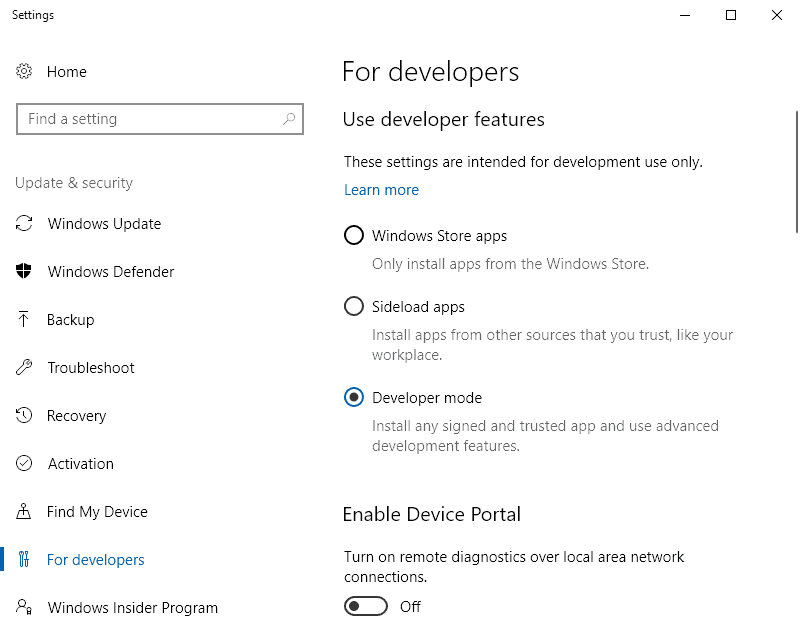 Settings
Home
Find a setting
Update & security
Windows Update
Windows Defender
Backup
Troubleshoot
Recovery
Activation
Find My Device
For developers
Windows Insider Program
For developers
Use developer features
These settings are intended for development use only.
Learn more
Windows Store apps
Only install apps from the Windows Store.
Sideload apps
Install apps from other sources that you trust, like your
workplace.
Developer mode
Install any signed and trusted app and use advanced
development features.
Enable Device Portal
Turn on remote diagnostics over local area network
connections.
Off